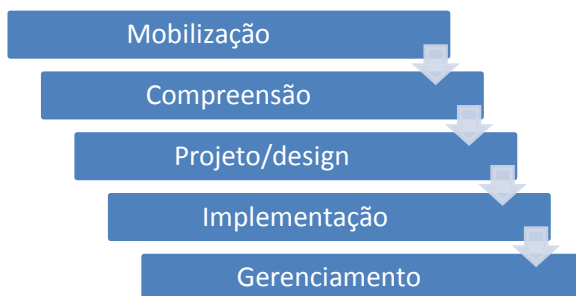 Mobilização
Compreensão
Projeto/design
Implementação
Gerenciamento